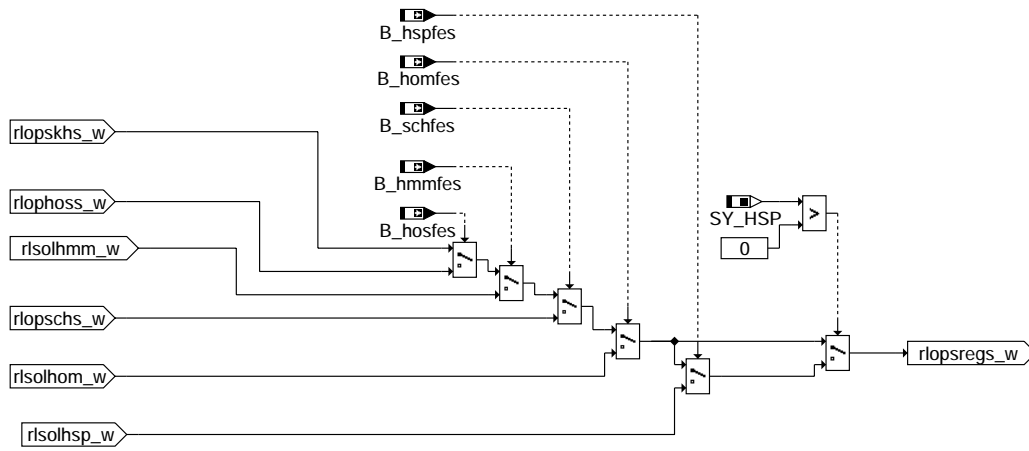 B_hspfes
B_homfes
B_schfes
rlopskhs_w
B_hmmfes
rlophoss_w
B_hosfes
SY_HSP
>
rlsolhmm_w
0
rlopschs_w
rlopsregs_w
rlsolhom_w
rlsolhsp_w